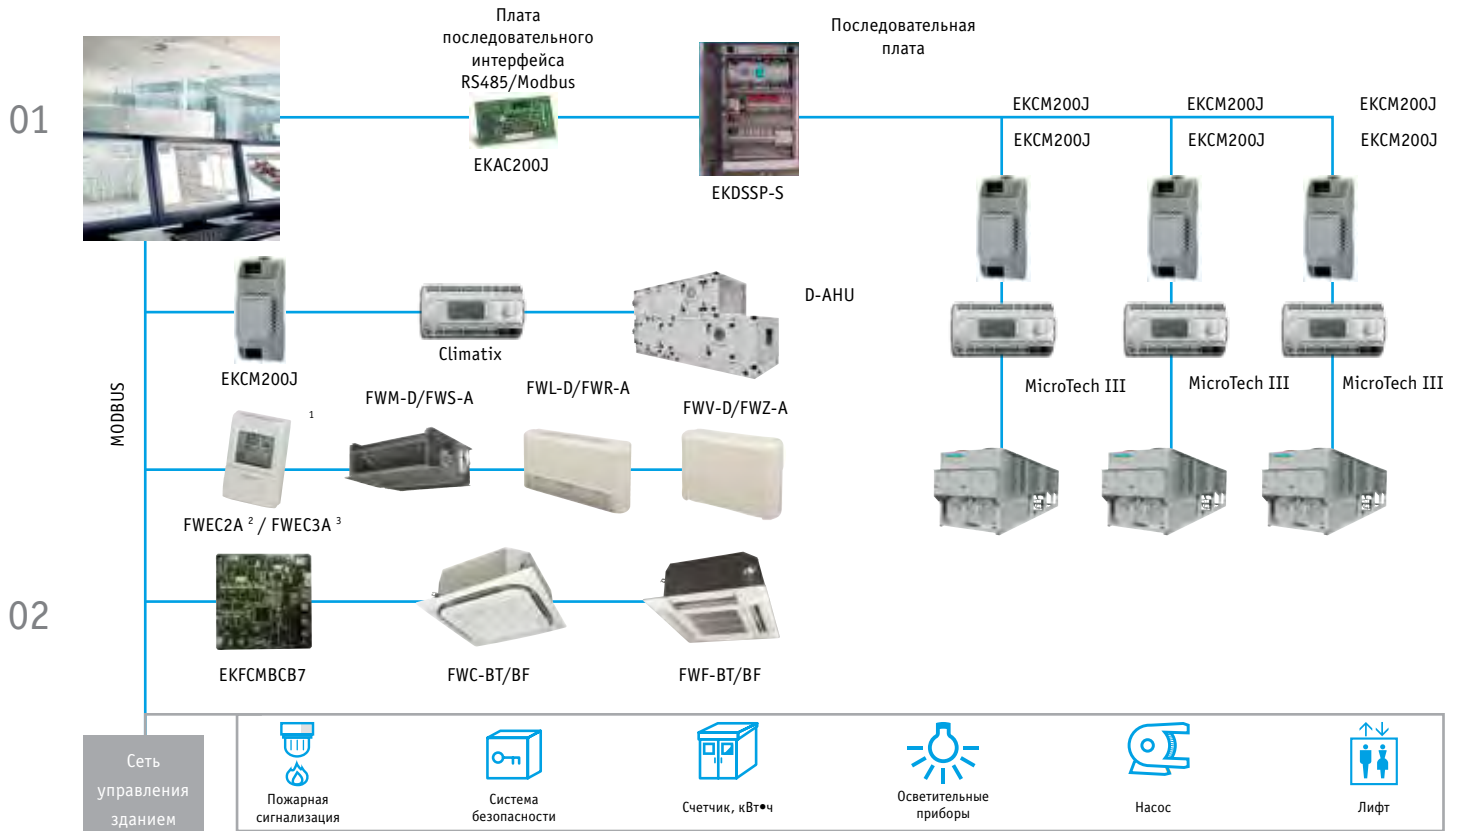 01
Плата
последовательного
интерфейса
RS485/Modbus
EKAC200J
EKDSSP-S
Последовательная
плата
EKCM200J
EKCM200J
EKCM200J
EKCM200J
EKCM200J
EKCM200J
MicroTech III
MicroTech III
MicroTech III
MODBUS
EKCM200J
Climatix
D-AHU
1
FWEC2A 2 / FWEC3A 3
FWM-D/FWS-A
FWL-D/FWR-A
FWV-D/FWZ-A
02
EKFCMBCB7
FWC-BT/BF
FWF-BT/BF
Сеть
управления
зданием
Пожарная
сигнализация
Система
безопасности
Счетчик, кВт•ч
Осветительные
приборы
Насос
Лифт